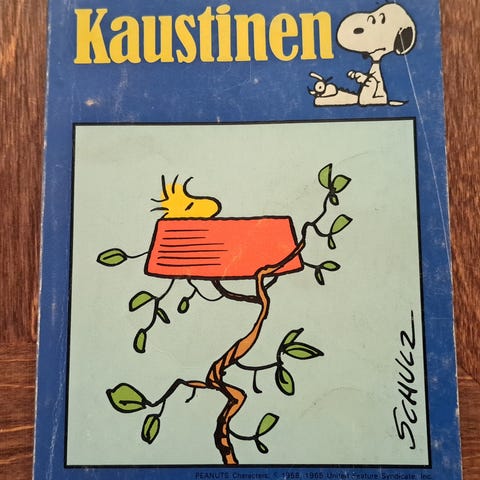 Kaustinen
SCHULZ
PEANUTS Characters: © 1958, 1965 United Feature Syndicate, Inc.